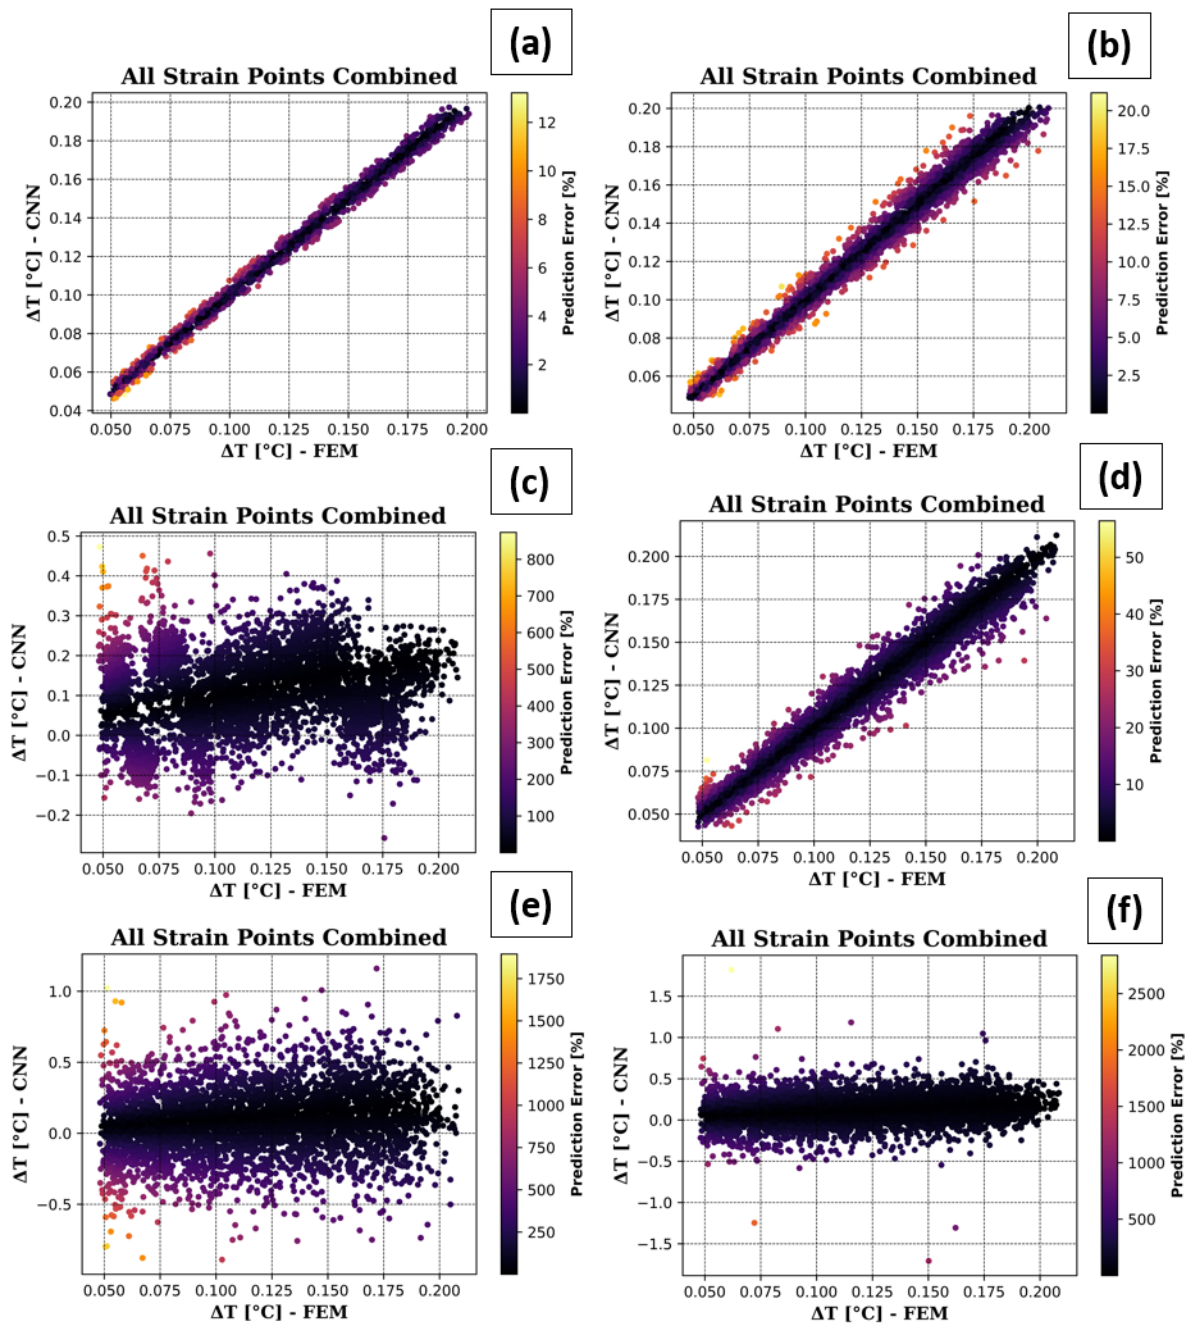 (a)
All Strain Points Combined
0.20
0.18
0.16
0.14
0.12
0.10
0.08
0.06
0.04
ΔT [°C] - CNN
0.050 0.075 0.100 0.125 0.150 0.175 0.200
ΔT [°C] - FEM
12
10
8
6
4
2
Prediction Error [%]
(b)
All Strain Points Combined
0.20
0.18
0.16
0.14
0.12
0.10
0.08
0.06
ΔT [°C] - CNN
0.050 0.075 0.100 0.125 0.150 0.175 0.200
ΔT [°C] - FEM
20.0
17.5
15.0
12.5
10.0
7.5
5.0
2.5
Prediction Error [%]
(c)
All Strain Points Combined
0.5
0.4
0.3
0.2
0.1
0.0
−0.1
−0.2
ΔT [°C] - CNN
0.050 0.075 0.100 0.125 0.150 0.175 0.200
ΔT [°C] - FEM
800
700
600
500
400
300
200
100
Prediction Error [%]
(d)
All Strain Points Combined
0.200
0.175
0.150
0.125
0.100
0.075
0.050
ΔT [°C] - CNN
0.050 0.075 0.100 0.125 0.150 0.175 0.200
ΔT [°C] - FEM
50
40
30
20
10
Prediction Error [%]
(e)
All Strain Points Combined
1.0
0.5
0.0
−0.5
ΔT [°C] - CNN
0.050 0.075 0.100 0.125 0.150 0.175 0.200
ΔT [°C] - FEM
1750
1500
1250
1000
750
500
250
Prediction Error [%]
(f)
All Strain Points Combined
1.5
1.0
0.5
0.0
−0.5
−1.0
−1.5
ΔT [°C] - CNN
0.050 0.075 0.100 0.125 0.150 0.175 0.200
ΔT [°C] - FEM
2500
2000
1500
1000
500
Prediction Error [%]